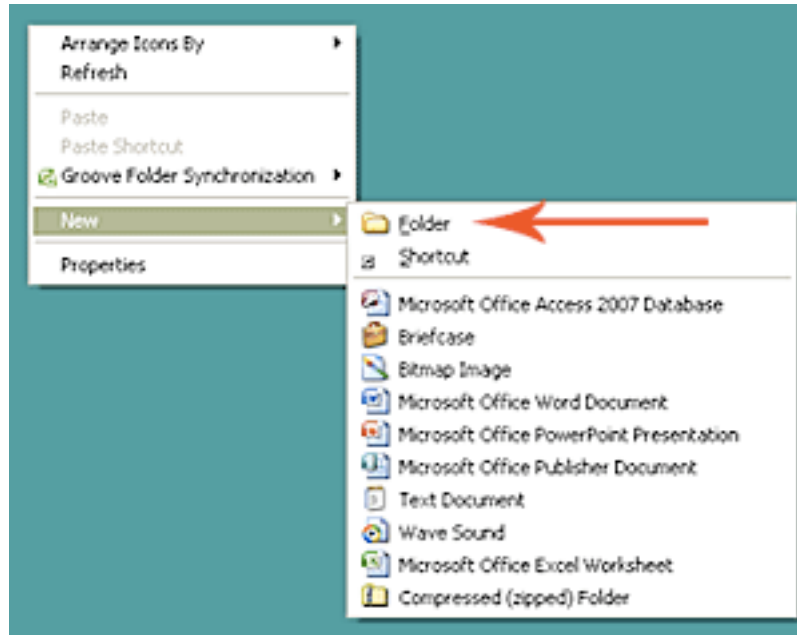 Arrange Icons By
Refresh
Paste
Paste Shortcut
Groove Folder Synchronization
New
Properties
Folder
Shortcut
Microsoft Office Access 2007 Database
Briefcase
Bitmap Image
Microsoft Office Word Document
Microsoft Office PowerPoint Presentation
Microsoft Office Publisher Document
Text Document
Wave Sound
Microsoft Office Excel Worksheet
Compressed (zipped) Folder